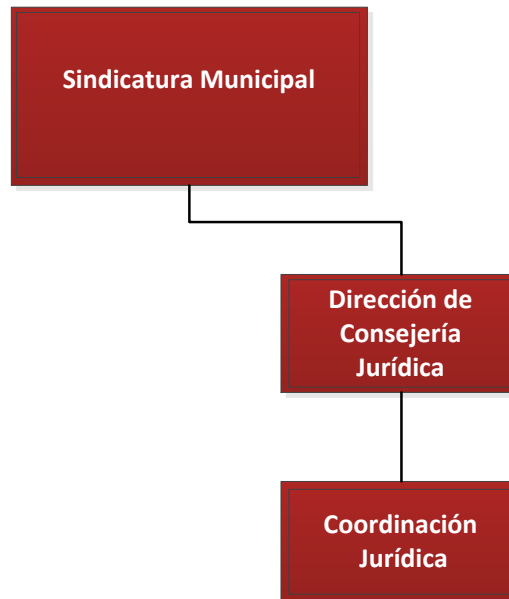 Sindicatura Municipal
Dirección de
Consejería
Jurídica
Coordinación
Jurídica